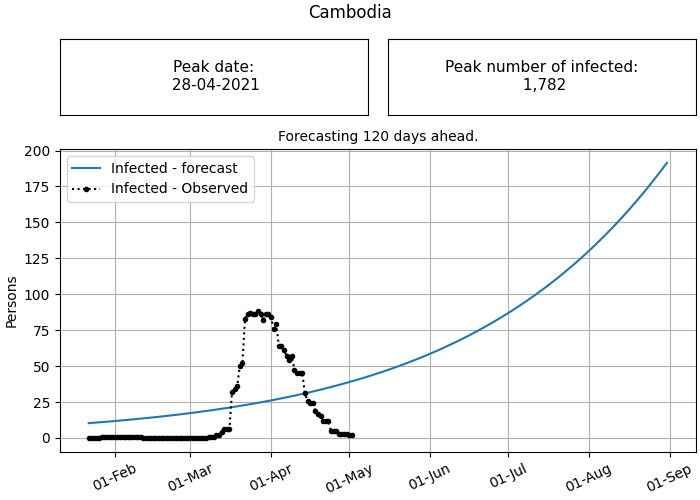 Cambodia
Peak date:
28-04-2021
Peak number of infected:
1,782
Forecasting 120 days ahead.
Infected - forecast
Infected - Observed
Persons
200
175
150
125
100
75
50
25
0
01-Feb
01-Mar
01-Apr
01-May
01-Jun
01-Jul
01-Aug
01-Sep